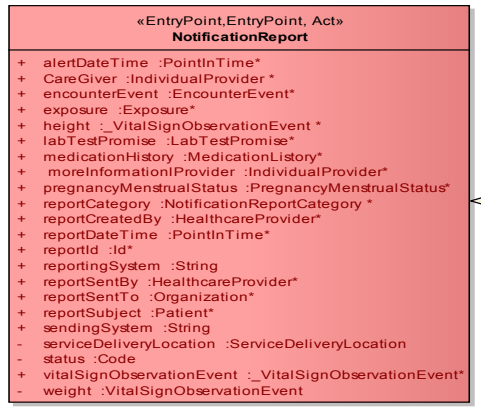 «EntryPoint,EntryPoint, Act»
NotificationReport
+ alertDateTime :PointInTime*
+ CareGiver :IndividualProvider *
+ encounterEvent :EncounterEvent*
+ exposure :Exposure*
+ height :_VitalSignObservationEvent *
+ labTestPromise :LabTestPromise*
+ medicationHistory :MedicationListory*
+ moreInformationIProvider :IndividualProvider*
+ pregnancyMenstrualStatus :PregnancyMenstrualStatus*
+ reportCategory :NotificationReportCategory *
+ reportCreatedBy :HealthcareProvider*
+ reportDateTime :PointInTime*
+ reportId :Id*
+ reportingSystem :String
+ reportSentBy :HealthcareProvider*
+ reportSentTo :Organization*
+ reportSubject :Patient*
+ sendingSystem :String
- serviceDeliveryLocation :ServiceDeliveryLocation
- status :Code
+ vitalSignObservationEvent :_VitalSignObservationEvent*
- weight :VitalSignObservationEvent